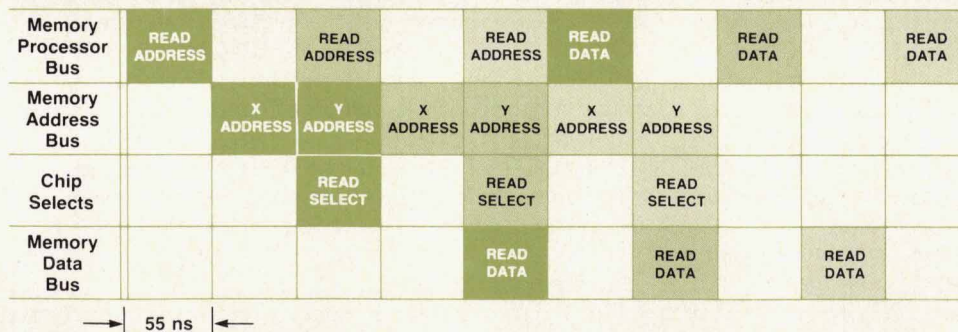 Memory
Processor
Bus
READ
ADDRESS
READ
ADDRESS
READ
ADDRESS
READ
DATA
READ
DATA
READ
DATA
Memory
Address
Bus
X
ADDRESS
Y
ADDRESS
X
ADDRESS
Y
ADDRESS
X
ADDRESS
Y
ADDRESS
Chip
Selects
READ
SELECT
READ
SELECT
READ
SELECT
Memory
Data
Bus
READ
DATA
READ
DATA
READ
DATA
55 ns